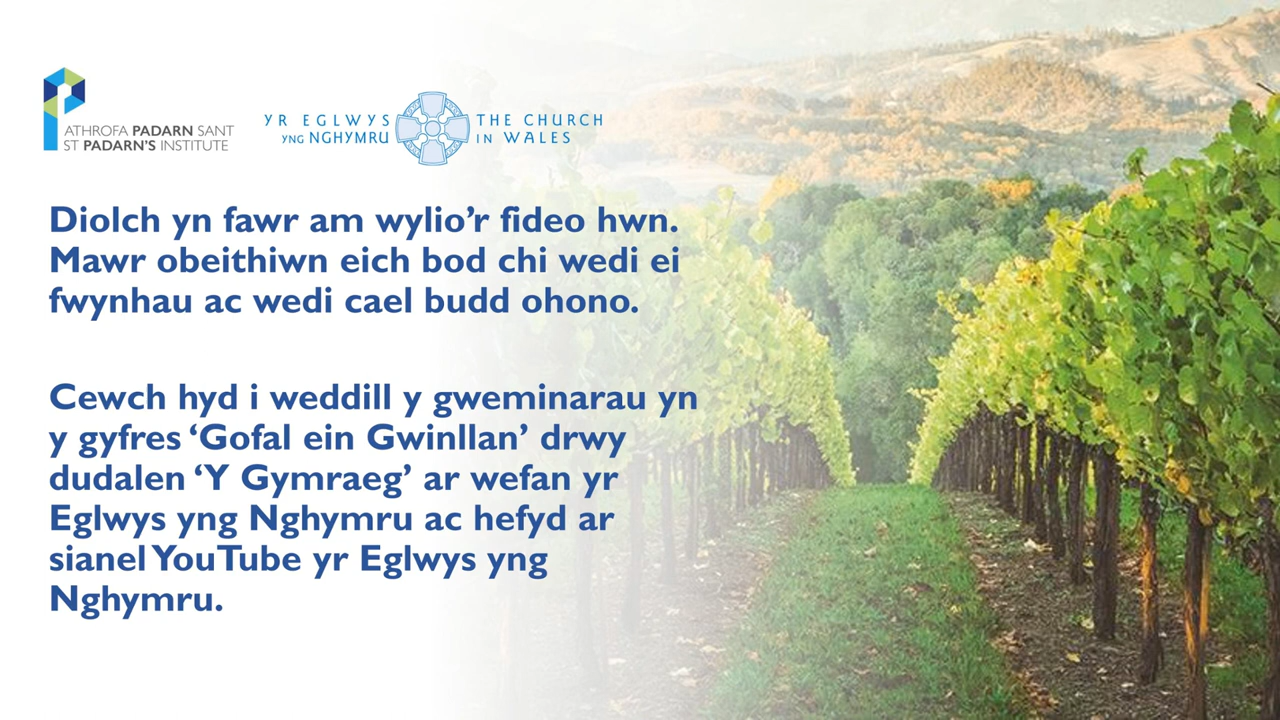 ATHROFA PADARN SANT
ST PADARN'S INSTITUTE
YR EGLWYS
YNG NGHYMRU
THE CHURCH
IN WALES
Diolch yn fawr am wylio’r fideo hwn.
Mawr obeithiwn eich bod chi wedi ei
fwynhau ac wedi cael budd ohono.
Cewch hyd i weddill y gweminarau yn
y gyfres ‘Gofal ein Gwinllan’ drwy
dudalen ‘Y Gymraeg’ ar wefan yr
Eglwys yng Nghymru ac hefyd ar
sianel YouTube yr Eglwys yng
Nghymru.